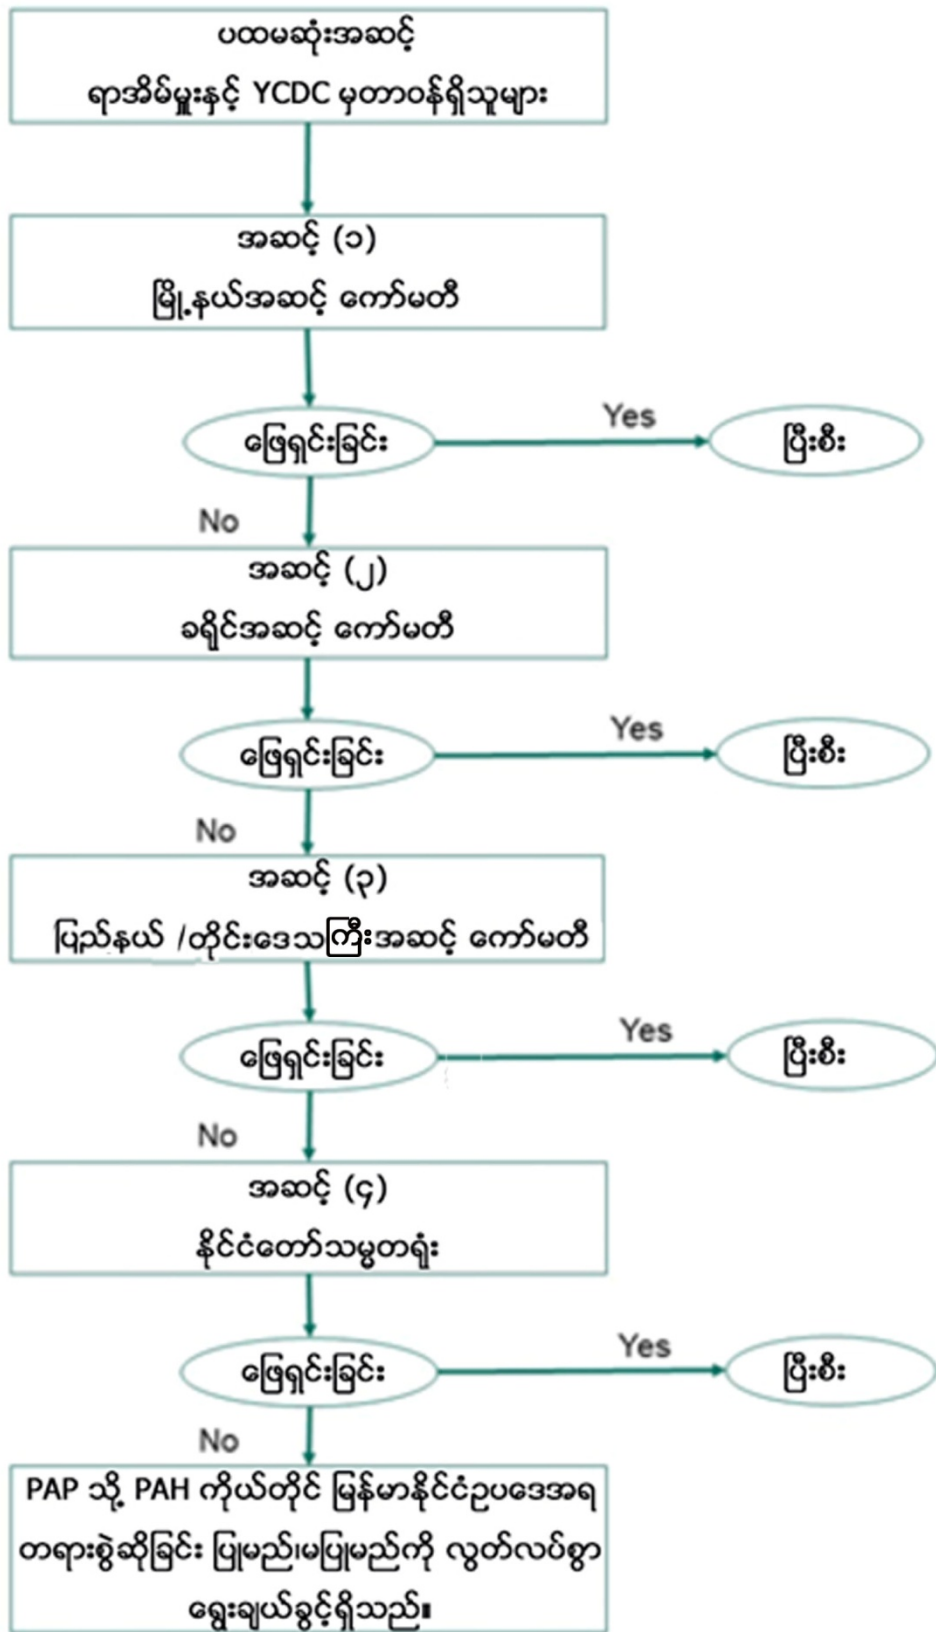 ပထမဆုံးအဆင့်
ရာအိမ်မှူးနှင့် YCDC မှတာဝန်ရှိသူများ
အဆင့် (၁)
မြို့နယ်အဆင့် ကော်မတီ
ဖြေရှင်းခြင်း
Yes
ပြီးစီး
No
အဆင့် (၂)
ခရိုင်အဆင့် ကော်မတီ
ဖြေရှင်းခြင်း
Yes
ပြီးစီး
No
အဆင့် (၃)
ပြည်နယ် /တိုင်းဒေသကြီးအဆင့် ကော်မတီ
ဖြေရှင်းခြင်း
Yes
ပြီးစီး
No
အဆင့် (၄)
နိုင်ငံတော်သမ္မတရုံး
ဖြေရှင်းခြင်း
Yes
ပြီးစီး
No
PAP သို့ PAH ကိုယ်တိုင် မြန်မာနိုင်ငံဥပဒေအရ
တရားစွဲဆိုခြင်း ပြုမည်၊မပြုမည်ကို လွတ်လပ်စွာ
ရွေးချယ်ခွင့်ရှိသည်။